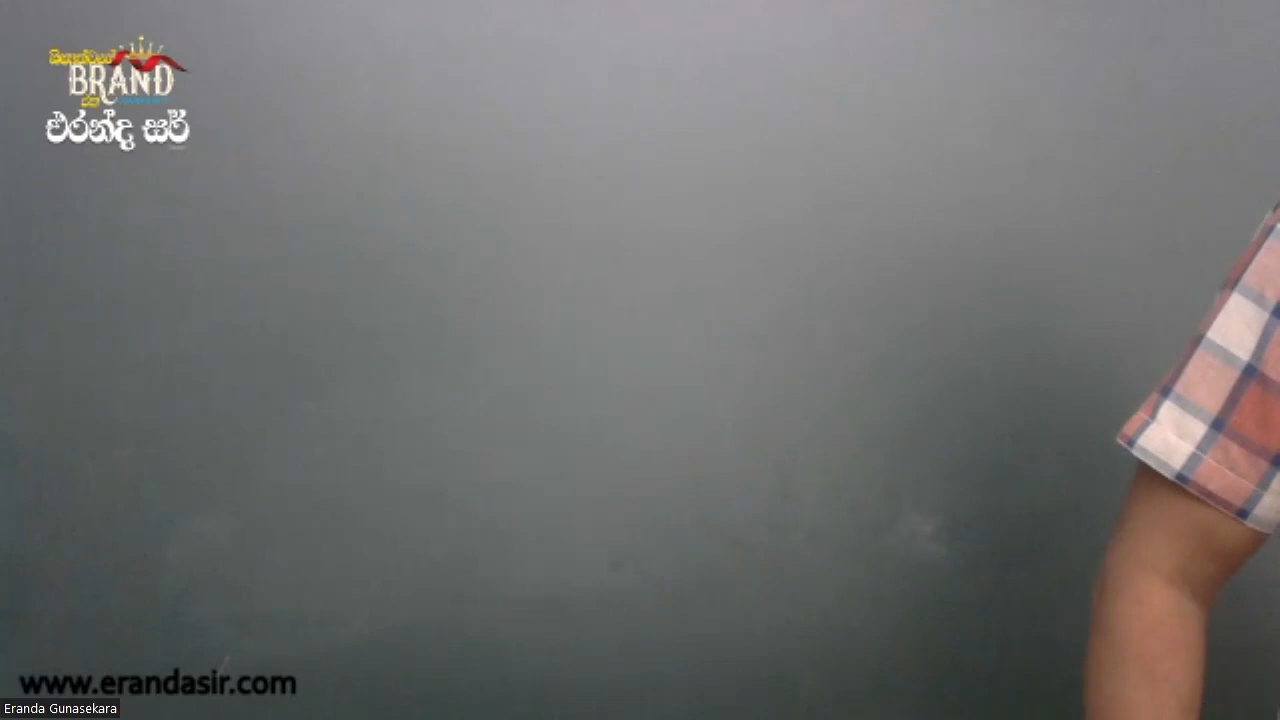 BRAND
එරන්ද සර්
www.erandasir.com
Eranda Gunasekara